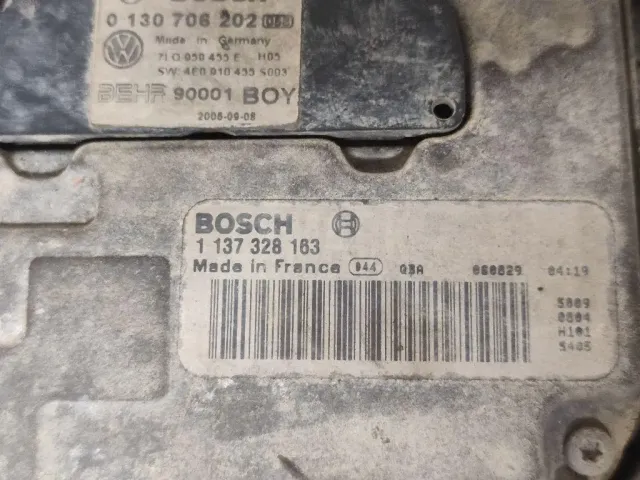 0 130 706 202
Made in Germany
7L0 959 455 E H05
SW: 4E0 910 455 S003
BEHR 90001 BOY
2006-09-08
BOSCH
1 137 328 163
Made in France 044 Q3A 060829 04:19
5009
0804
H101
5405